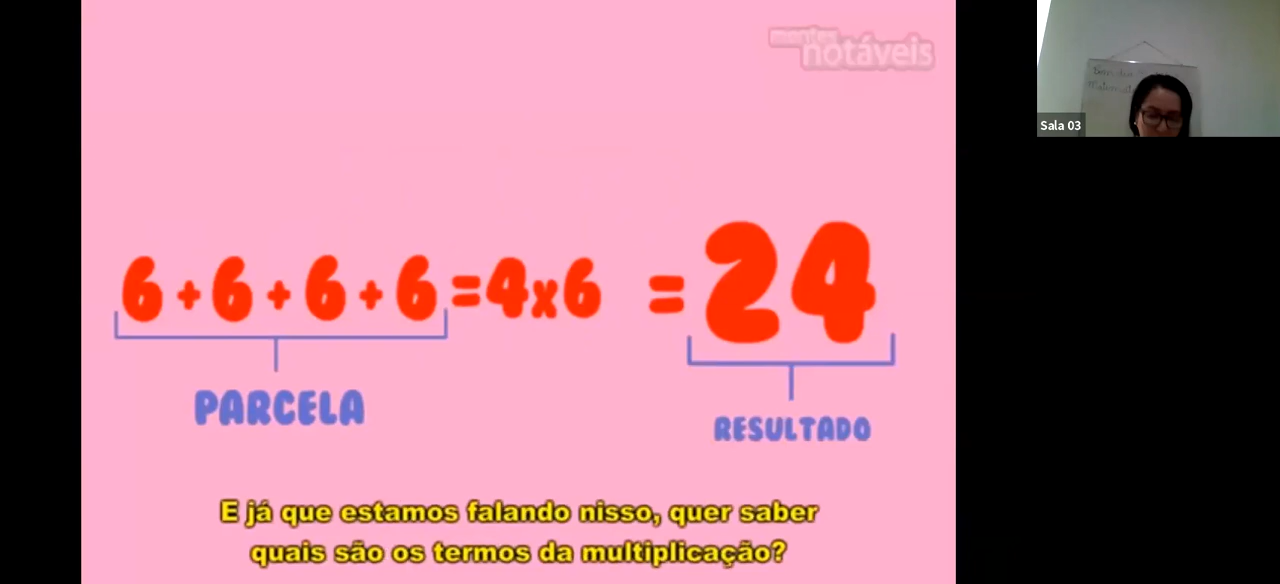 mentes
notáveis
6 + 6 + 6 + 6 = 4x6 = 24
PARCELA
RESULTADO
E já que estamos falando nisso, quer saber
quais são os termos da multiplicação?
Sala 03